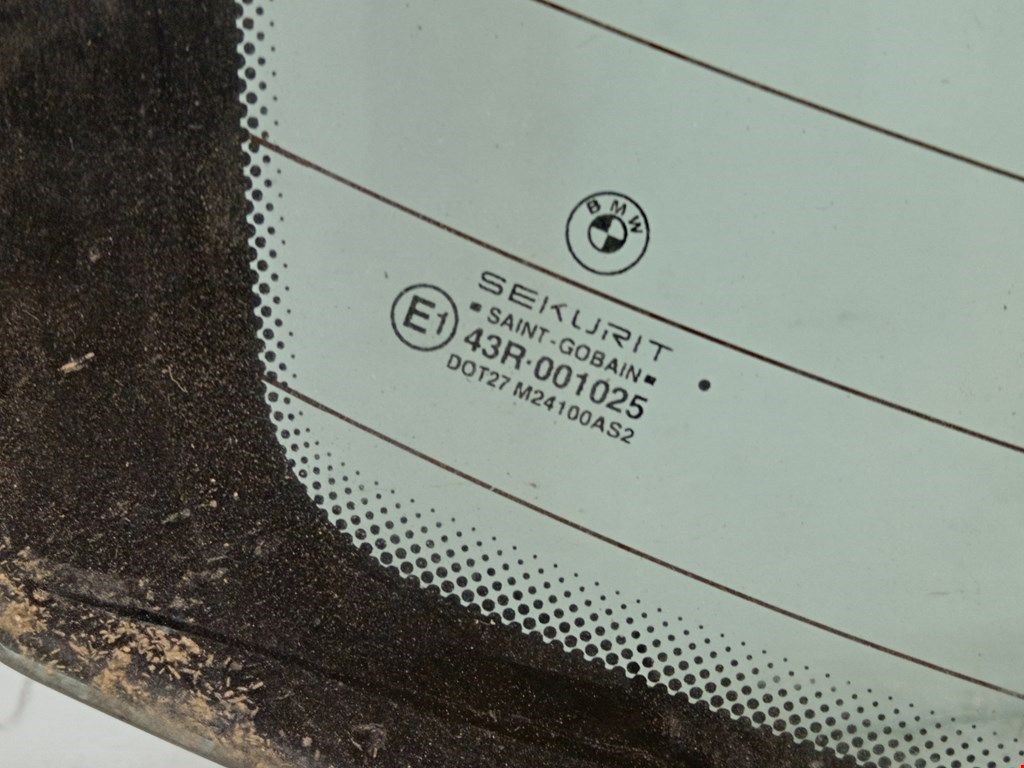 BMW
SEKURIT
SAINT-GOBAIN
E1
43R-001025
DOT27 M24100AS2